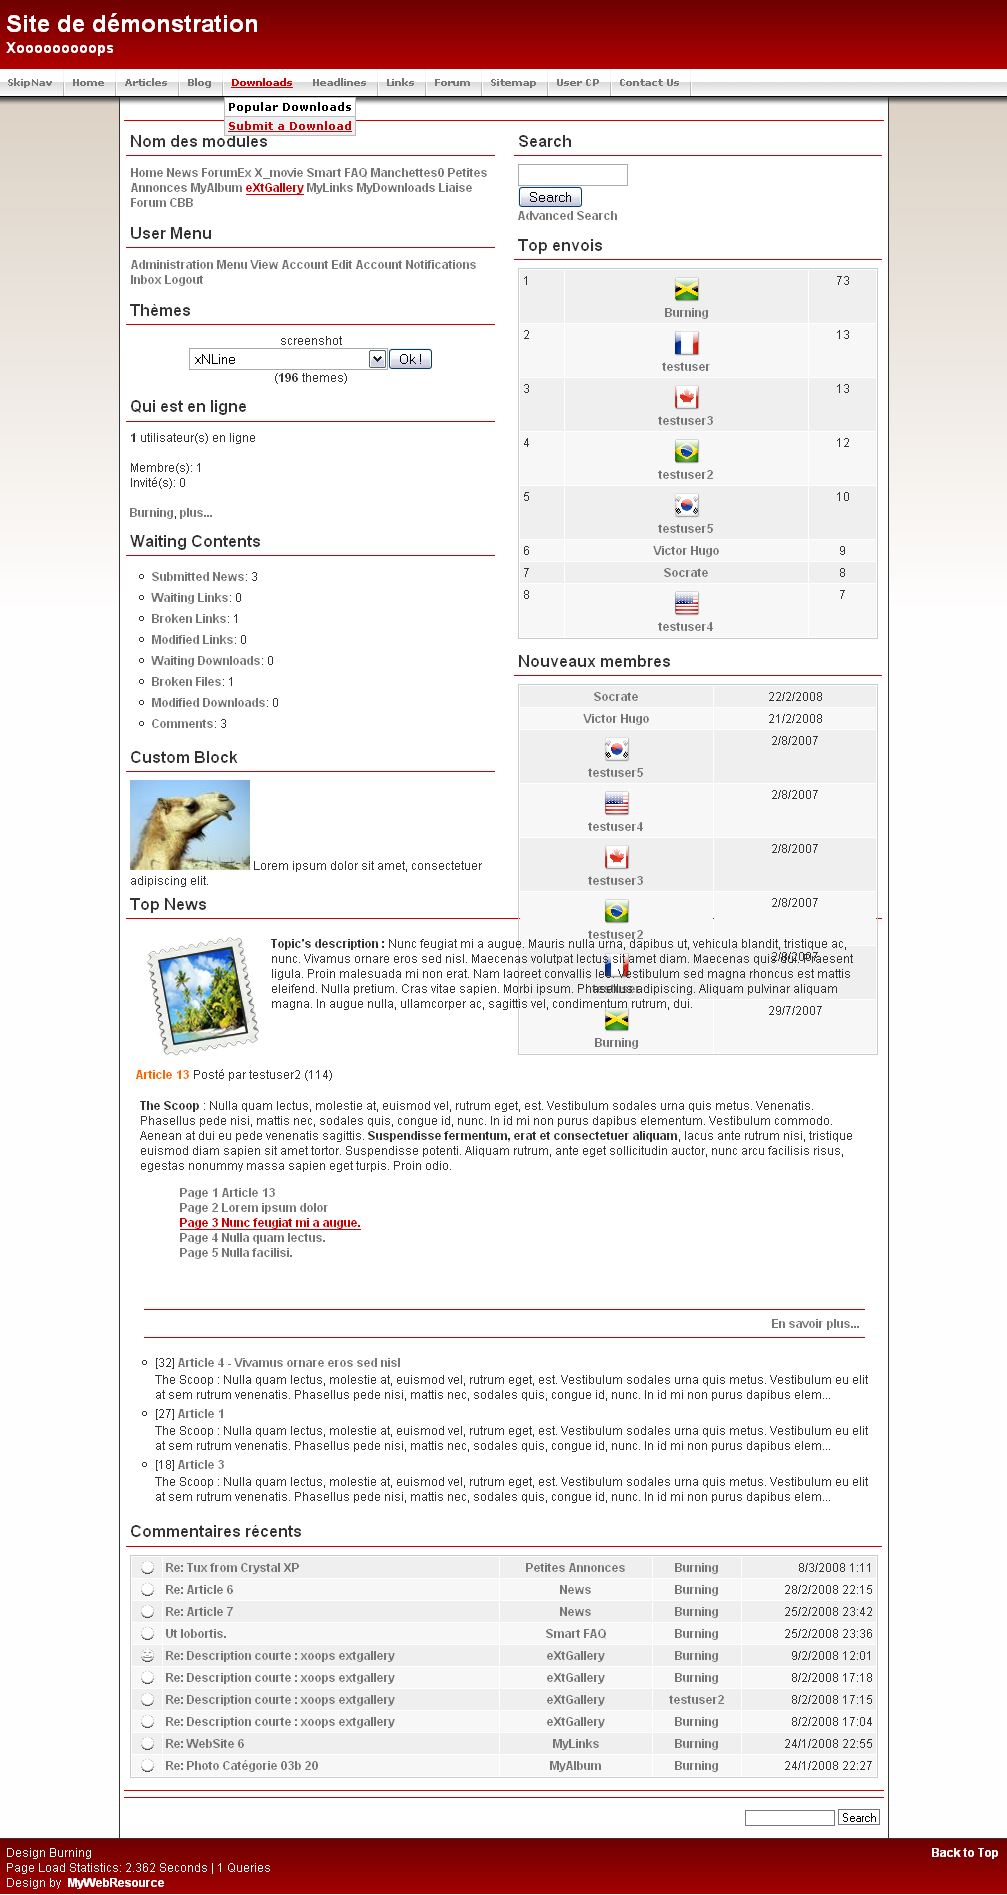 Site de démonstration
Xoooooooooops
SkipNav Home Articles Blog Downloads Headlines Links Forum Sitemap User CP Contact Us
Popular Downloads
Submit a Download
Nom des modules
Home News ForumEx X_movie Smart FAQ Manchettes0 Petites
Annonces MyAlbum eXtGallery MyLinks MyDownloads Liaise
Forum CBB
User Menu
Administration Menu View Account Edit Account Notifications
Inbox Logout
Thèmes
screenshot
xNLine Ok !
(196 themes)
Qui est en ligne
1 utilisateur(s) en ligne
Membre(s): 1
Invité(s): 0
Burning, plus...
Waiting Contents
Submitted News: 3
Waiting Links: 0
Broken Links: 1
Modified Links: 0
Waiting Downloads: 0
Broken Files: 1
Modified Downloads: 0
Comments: 3
Custom Block
Lorem ipsum dolor sit amet, consectetuer
adipiscing elit.
Search
Search
Advanced Search
Top envois
1 Burning 73
2 testuser 13
3 testuser3 13
4 testuser2 12
5 testuser5 10
6 Victor Hugo 9
7 Socrate 8
8 testuser4 7
Nouveaux membres
Socrate 22/2/2008
Victor Hugo 21/2/2008
testuser5 2/8/2007
testuser4 2/8/2007
testuser3 2/8/2007
testuser2 2/8/2007
testuser 2/8/2007
Burning 29/7/2007
Top News
Topic's description : Nunc feugiat mi a augue. Mauris nulla urna, dapibus ut, vehicula blandit, tristique ac,
nunc. Vivamus ornare eros sed nisl. Maecenas volutpat lectus sit amet diam. Maecenas quis dui. Praesent
ligula. Proin malesuada mi non erat. Nam laoreet convallis leo. Vestibulum sed magna rhoncus est mattis
eleifend. Nulla pretium. Cras vitae sapien. Morbi ipsum. Phasellus adipiscing. Aliquam pulvinar aliquam
magna. In augue nulla, ullamcorper ac, sagittis vel, condimentum rutrum, dui.
Article 13 Posté par testuser2 (114)
The Scoop : Nulla quam lectus, molestie at, euismod vel, rutrum eget, est. Vestibulum sodales urna quis metus. Venenatis.
Phasellus pede nisi, mattis nec, sodales quis, congue id, nunc. In id mi non purus dapibus elementum. Vestibulum commodo.
Aenean at dui eu pede venenatis sagittis. Suspendisse fermentum, erat et consectetuer aliquam, lacus ante rutrum nisi, tristique
euismod diam sapien sit amet tortor. Suspendisse potenti. Aliquam rutrum, ante eget sollicitudin auctor, nunc arcu facilisis risus,
egestas nonummy massa sapien eget turpis. Proin odio.
Page 1 Article 13
Page 2 Lorem ipsum dolor
Page 3 Nunc feugiat mi a augue.
Page 4 Nulla quam lectus.
Page 5 Nulla facilisi.
En savoir plus...
[32] Article 4 - Vivamus ornare eros sed nisl
The Scoop : Nulla quam lectus, molestie at, euismod vel, rutrum eget, est. Vestibulum sodales urna quis metus. Vestibulum eu elit
at sem rutrum venenatis. Phasellus pede nisi, mattis nec, sodales quis, congue id, nunc. In id mi non purus dapibus elem...
[27] Article 1
The Scoop : Nulla quam lectus, molestie at, euismod vel, rutrum eget, est. Vestibulum sodales urna quis metus. Vestibulum eu elit
at sem rutrum venenatis. Phasellus pede nisi, mattis nec, sodales quis, congue id, nunc. In id mi non purus dapibus elem...
[18] Article 3
The Scoop : Nulla quam lectus, molestie at, euismod vel, rutrum eget, est. Vestibulum sodales urna quis metus. Vestibulum eu elit
at sem rutrum venenatis. Phasellus pede nisi, mattis nec, sodales quis, congue id, nunc. In id mi non purus dapibus elem...
Commentaires récents
Re: Tux from Crystal XP Petites Annonces Burning 8/3/2008 1:11
Re: Article 6 News Burning 28/2/2008 22:15
Re: Article 7 News Burning 25/2/2008 23:42
Ut lobortis. Smart FAQ Burning 25/2/2008 23:36
Re: Description courte : xoops extgallery eXtGallery Burning 9/2/2008 12:01
Re: Description courte : xoops extgallery eXtGallery Burning 8/2/2008 17:18
Re: Description courte : xoops extgallery eXtGallery testuser2 8/2/2008 17:15
Re: Description courte : xoops extgallery eXtGallery Burning 8/2/2008 17:04
Re: WebSite 6 MyLinks Burning 24/1/2008 22:55
Re: Photo Catégorie 03b 20 MyAlbum Burning 24/1/2008 22:27
Search
Design Burning Back to Top
Page Load Statistics: 2.362 Seconds | 1 Queries
Design by MyWebResource